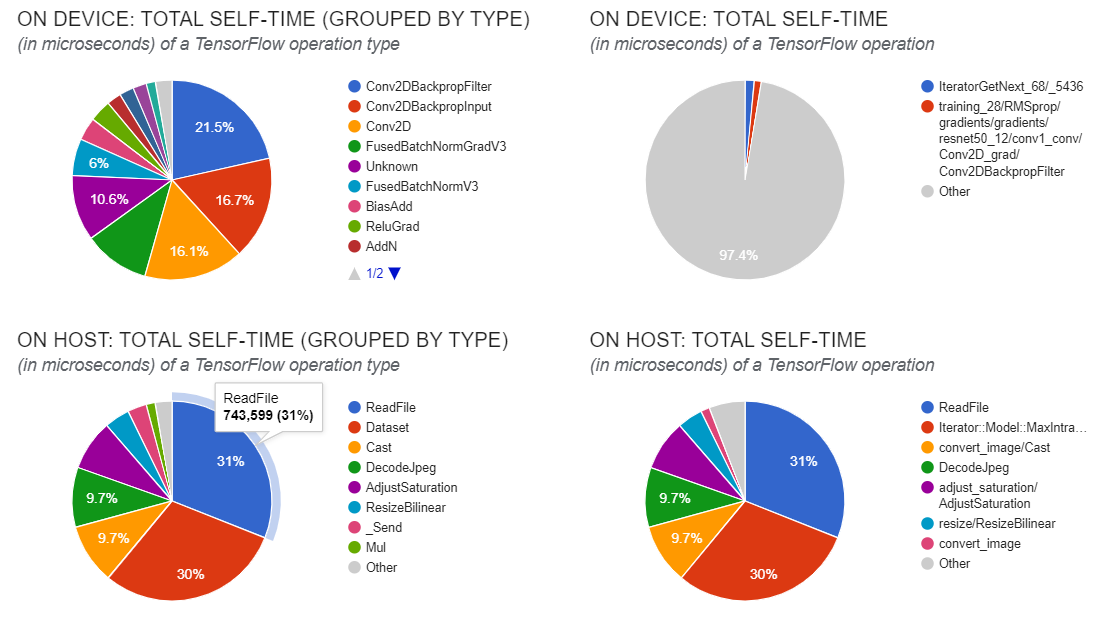 ON DEVICE: TOTAL SELF-TIME (GROUPED BY TYPE)
(in microseconds) of a TensorFlow operation type
21.5%
16.7%
16.1%
10.6%
6%
Conv2DBackpropFilter
Conv2DBackpropInput
Conv2D
FusedBatchNormGradV3
Unknown
FusedBatchNormV3
BiasAdd
ReluGrad
AddN
1/2
ON DEVICE: TOTAL SELF-TIME
(in microseconds) of a TensorFlow operation
97.4%
IteratorGetNext_68/_5436
training_28/RMSprop/
gradients/gradients/
resnet50_12/conv1_conv/
Conv2D_grad/
Conv2DBackpropFilter
Other
ON HOST: TOTAL SELF-TIME (GROUPED BY TYPE)
(in microseconds) of a TensorFlow operation type
ReadFile
743,599 (31%)
31%
30%
9.7%
9.7%
ReadFile
Dataset
Cast
DecodeJpeg
AdjustSaturation
ResizeBilinear
_Send
Mul
Other
ON HOST: TOTAL SELF-TIME
(in microseconds) of a TensorFlow operation
31%
30%
9.7%
9.7%
ReadFile
Iterator::Model::MaxIntra…
convert_image/Cast
DecodeJpeg
adjust_saturation/
AdjustSaturation
resize/ResizeBilinear
convert_image
Other